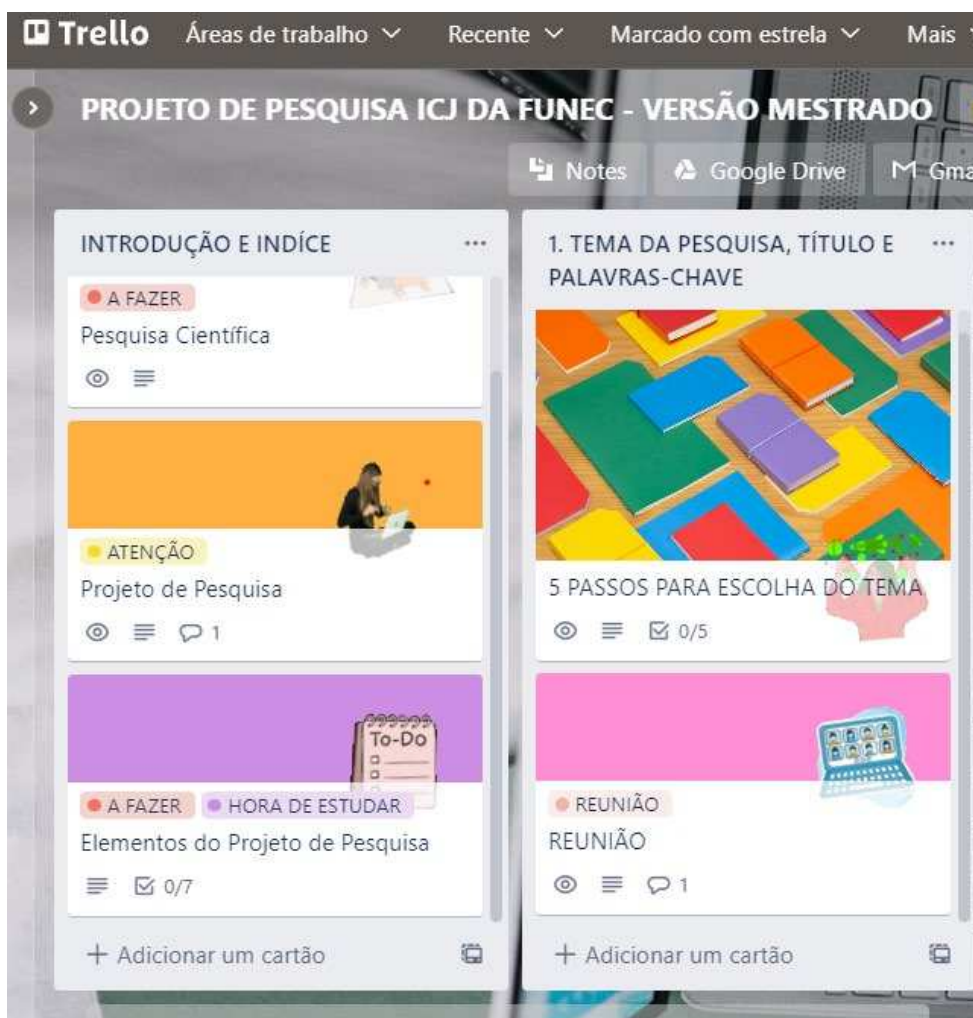 Trello Áreas de trabalho Recente Marcado com estrela Mais
PROJETO DE PESQUISA ICJ DA FUNEC - VERSÃO MESTRADO
Notes Google Drive Gma
INTRODUÇÃO E INDÍCE
A FAZER
Pesquisa Científica
ATENÇÃO
Projeto de Pesquisa
1
To-Do
A FAZER HORA DE ESTUDAR
Elementos do Projeto de Pesquisa
0/7
+ Adicionar um cartão
1. TEMA DA PESQUISA, TÍTULO E
PALAVRAS-CHAVE
5 PASSOS PARA ESCOLHA DO TEMA
0/5
REUNIÃO
REUNIÃO
1
+ Adicionar um cartão